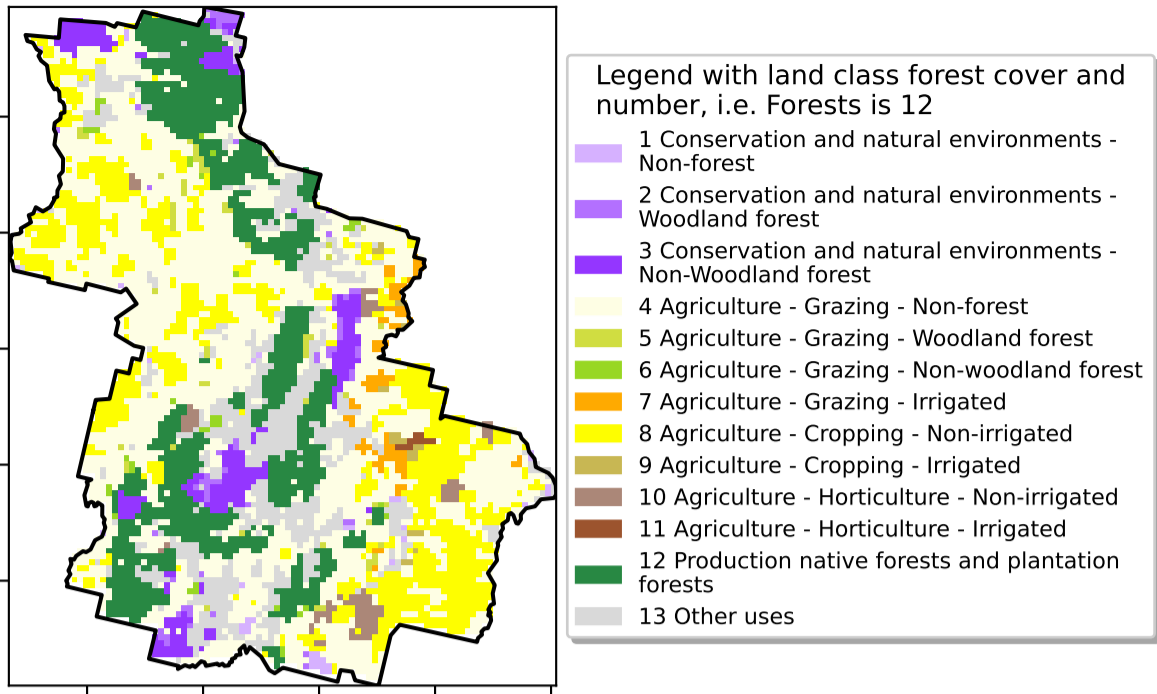 Legend with land class forest cover and
number, i.e. Forests is 12
1 Conservation and natural environments -
Non-forest
2 Conservation and natural environments -
Woodland forest
3 Conservation and natural environments -
Non-Woodland forest
4 Agriculture - Grazing - Non-forest
5 Agriculture - Grazing - Woodland forest
6 Agriculture - Grazing - Non-woodland forest
7 Agriculture - Grazing - Irrigated
8 Agriculture - Cropping - Non-irrigated
9 Agriculture - Cropping - Irrigated
10 Agriculture - Horticulture - Non-irrigated
11 Agriculture - Horticulture - Irrigated
12 Production native forests and plantation
forests
13 Other uses